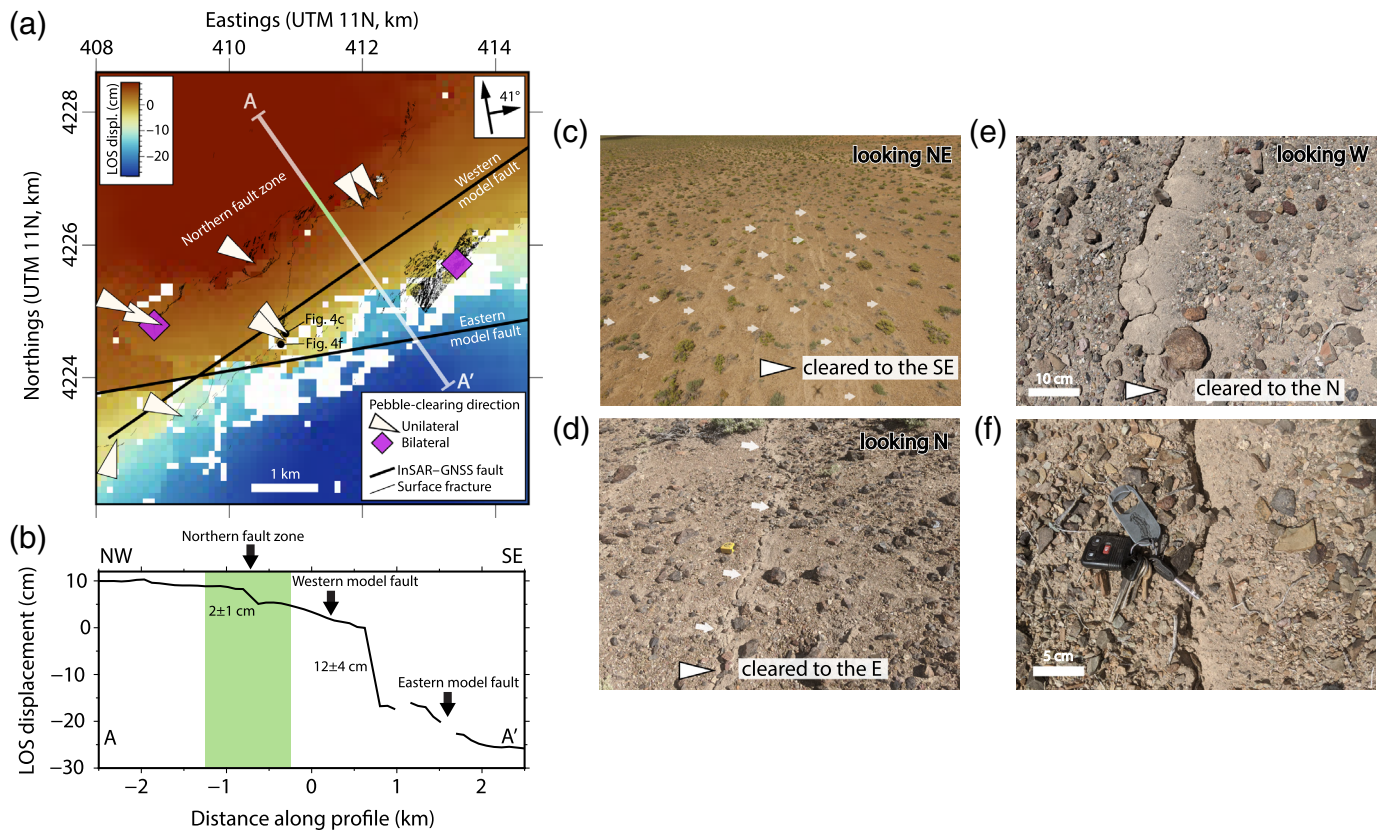 (a)
Eastings (UTM 11N, km)
408 410 412 414
Northings (UTM 11N, km)
4228
4226
4224
LOS displ. (cm)
0
−10
−20
41°
A
A'
Northern fault zone
Western
model fault
Eastern
model fault
Fig. 4c
Fig. 4f
Pebble-clearing direction
Unilateral
Bilateral
InSAR–GNSS fault
Surface fracture
1 km
(b)
Northern fault zone
NW SE
Western model fault
2±1 cm
12±4 cm
Eastern model fault
A A'
LOS displacement (cm)
10
0
−10
−20
−30
−2 −1 0 1 2
Distance along profile (km)
(c)
looking NE
cleared to the SE
(d)
looking N
cleared to the E
(e)
looking W
10 cm
cleared to the N
(f)
5 cm